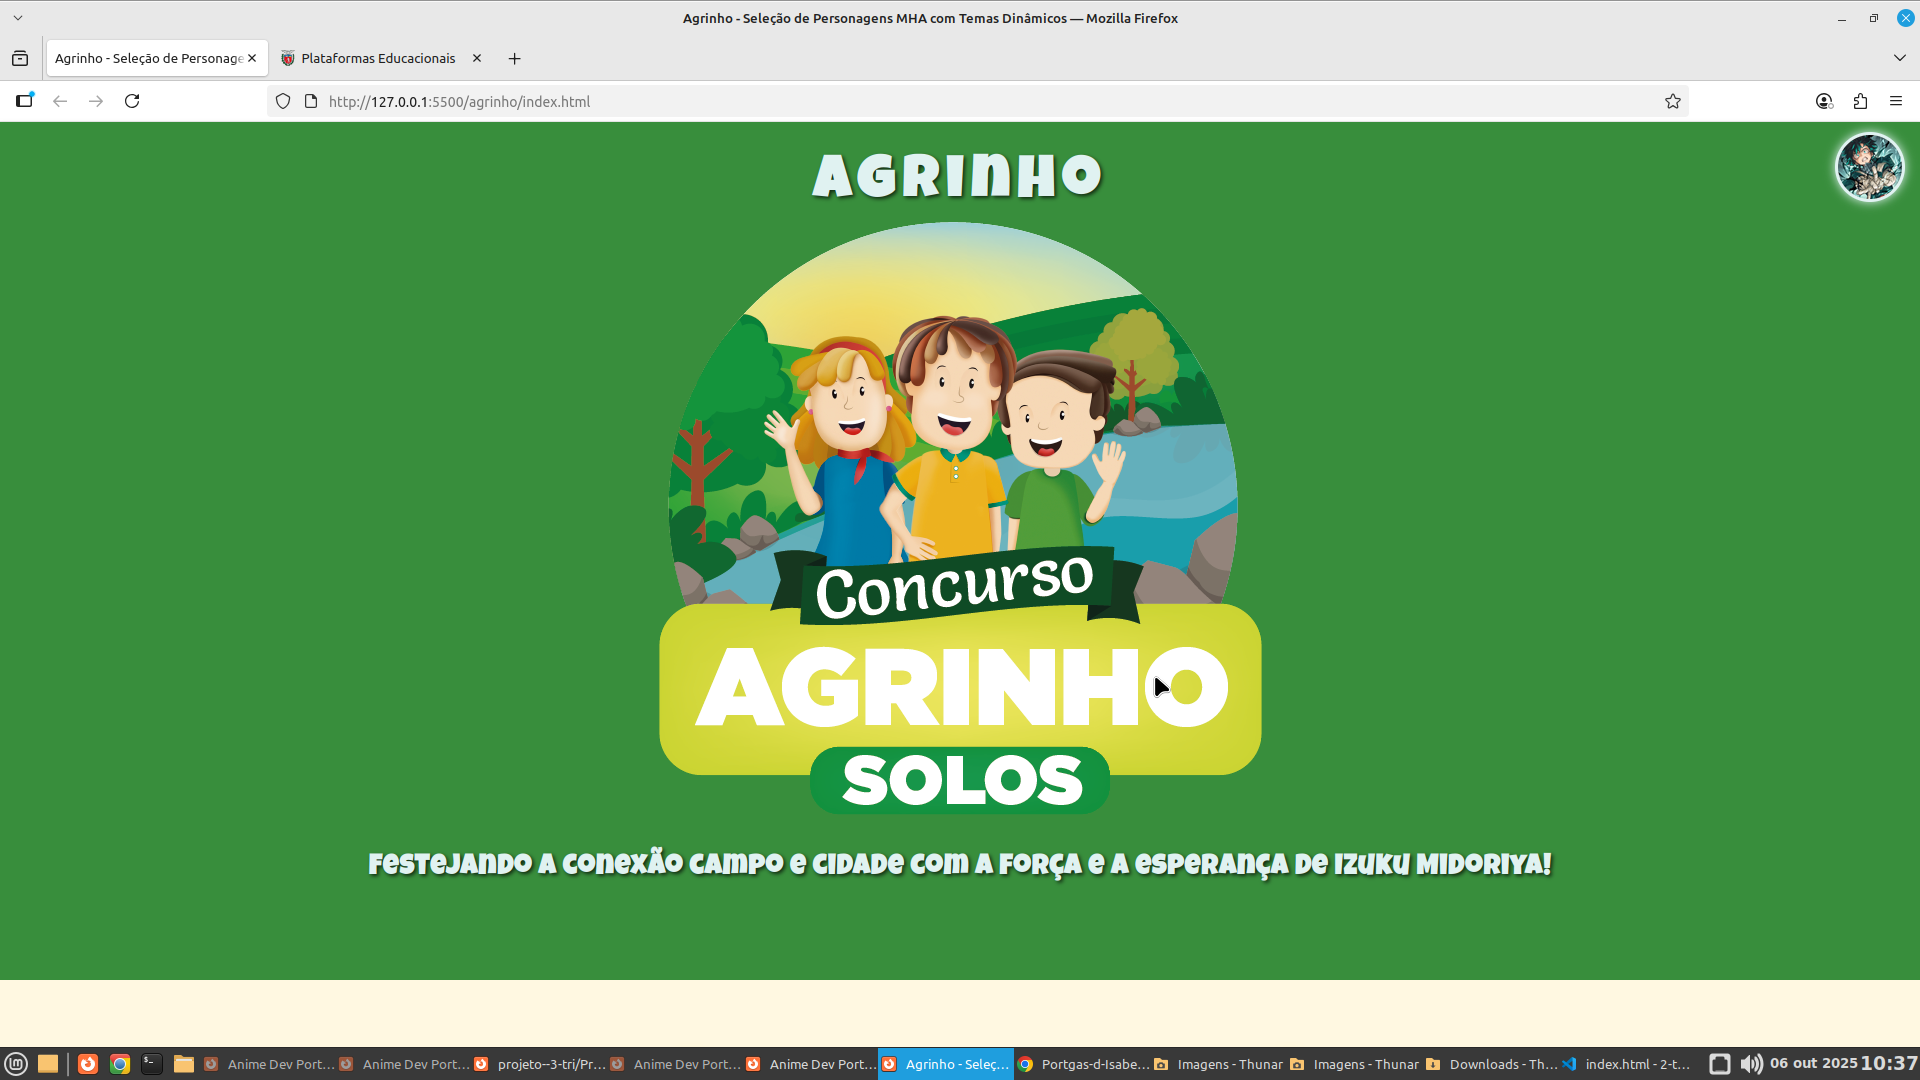 Agrinho - Seleção de Personagens MHA com Temas Dinâmicos — Mozilla Firefox
Agrinho - Seleção de Personage
Plataformas Educacionais
http://127.0.0.1:5500/agrinho/index.html
AGRINHO
Concurso
AGRINHO
SOLOS
Festejando a conexão campo e cidade com a força e a esperança de Izuku Midoriya!
Anime Dev Port...
Anime Dev Port...
projeto--3-tri/Pr...
Anime Dev Port...
Anime Dev Port...
Agrinho - Seleç...
Portgas-d-Isabe...
Imagens - Thunar
Imagens - Thunar
Downloads - Th...
index.html - 2-t...
06 out 2025 10:37